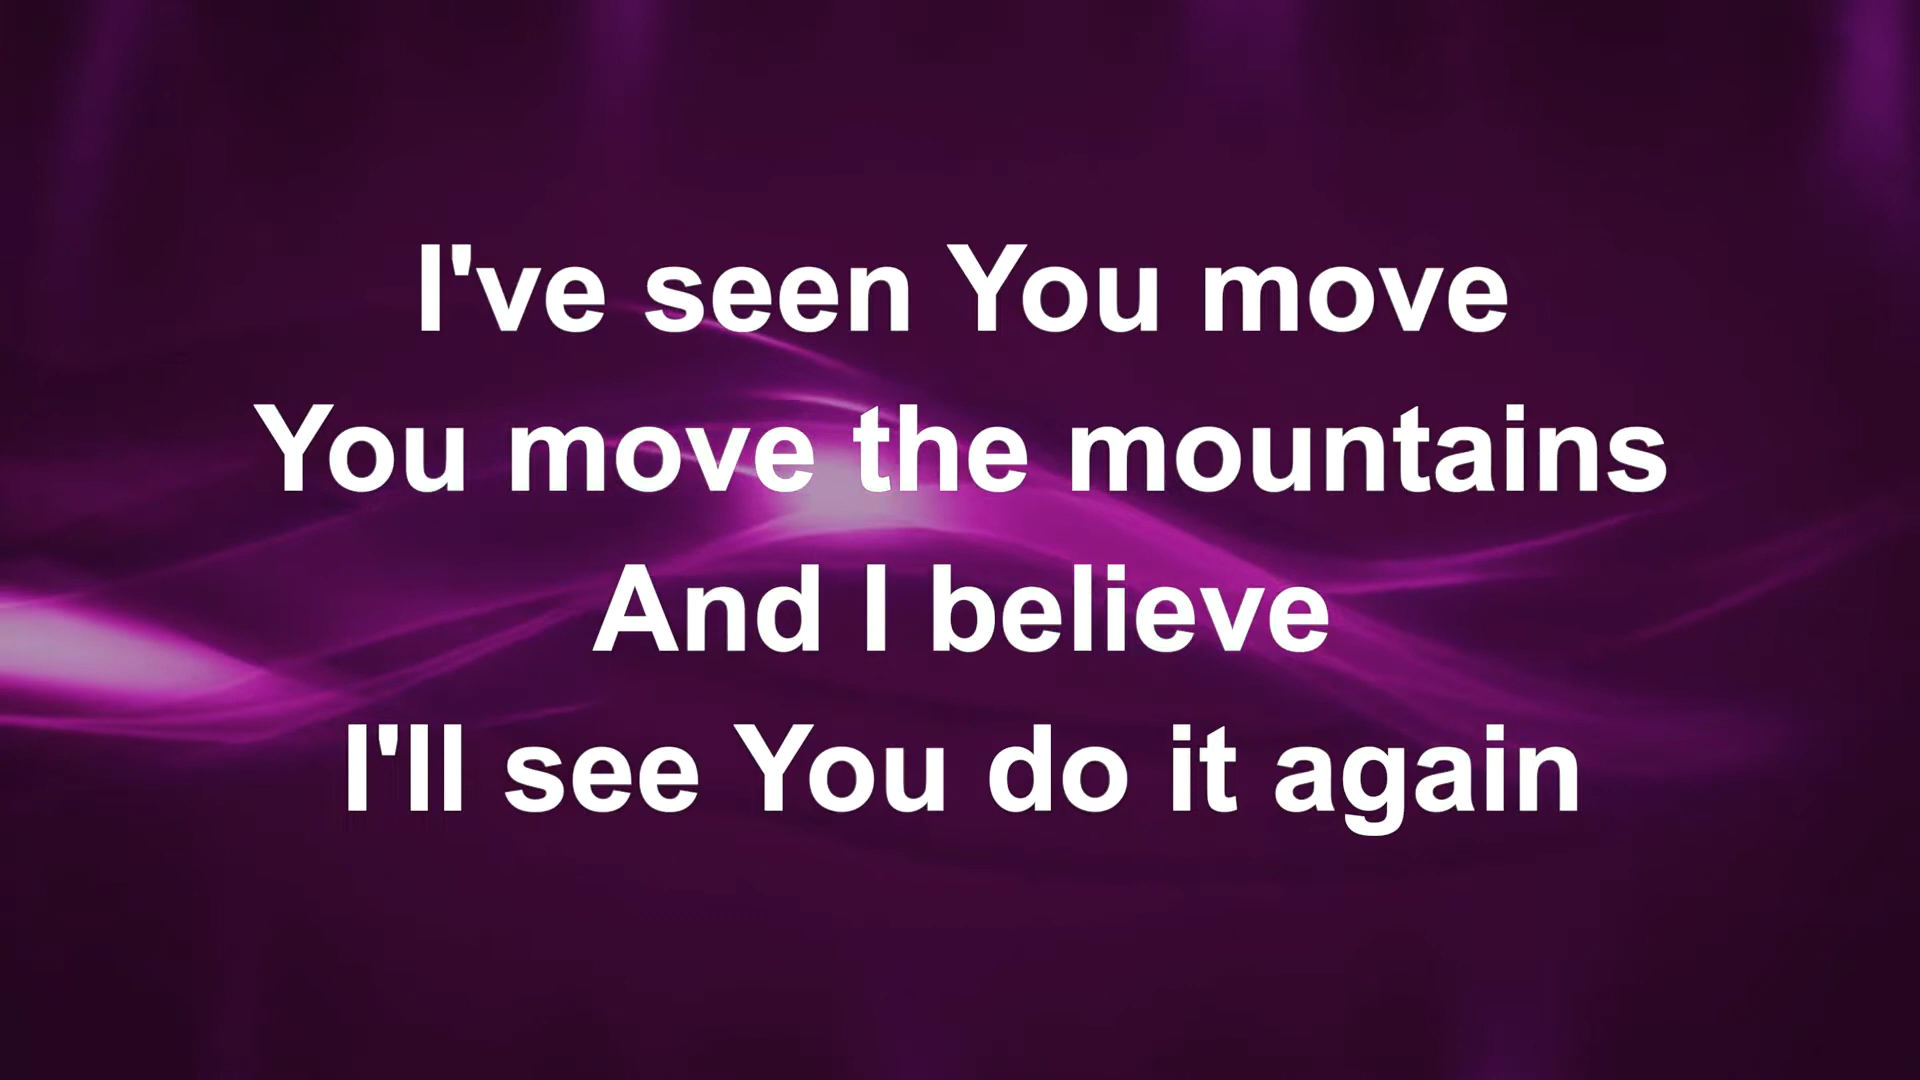 I've seen You move
You move the mountains
And I believe
I'll see You do it again